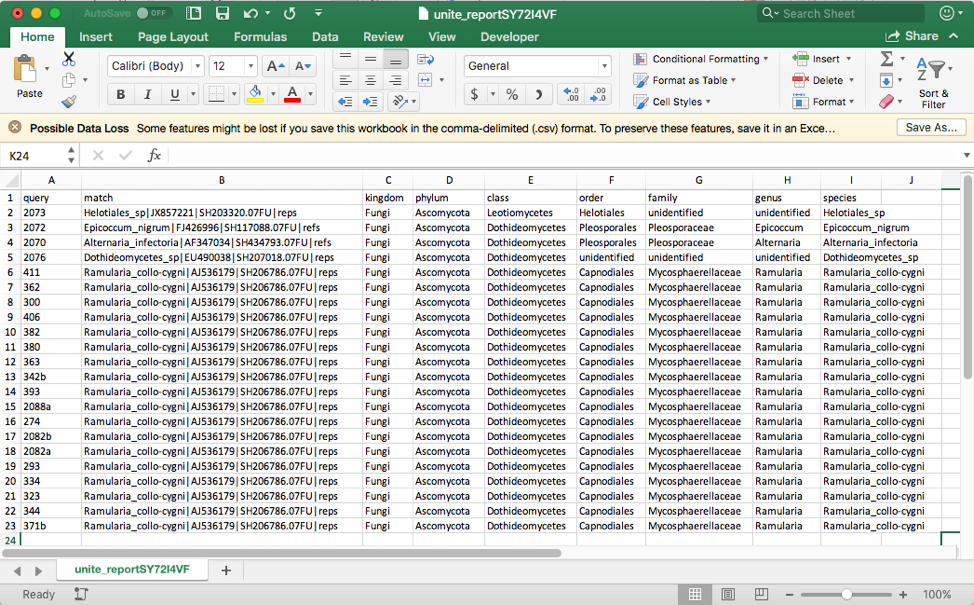 AutoSave OFF unite_reportSY72I4VF Search Sheet
Home Insert Page Layout Formulas Data Review View Developer Share
Paste Calibri (Body) 12 A A General Conditional Formatting Insert
B I U A $ % Format as Table Delete
Cell Styles Format Sort & Filter
Possible Data Loss Some features might be lost if you save this workbook in the comma-delimited (.csv) format. To preserve these features, save it in an Exce... Save As...
K24 fx
A B C D E F G H I J
1 query match kingdom phylum class order family genus species
2 2073 Helotiales_sp|JX857221|SH203320.07FU|reps Fungi Ascomycota Leotiomycetes Helotiales unidentified unidentified Helotiales_sp
3 2072 Epicoccum_nigrum|FJ426996|SH117088.07FU|refs Fungi Ascomycota Dothideomycetes Pleosporales Pleosporaceae Epicoccum Epicoccum_nigrum
4 2070 Alternaria_infectoria|AF347034|SH434793.07FU|refs Fungi Ascomycota Dothideomycetes Pleosporales Pleosporaceae Alternaria Alternaria_infectoria
5 2076 Dothideomycetes_sp|EU490038|SH207018.07FU|reps Fungi Ascomycota Dothideomycetes unidentified unidentified unidentified Dothideomycetes_sp
6 411 Ramularia_collo-cygni|AJ536179|SH206786.07FU|reps Fungi Ascomycota Dothideomycetes Capnodiales Mycosphaerellaceae Ramularia Ramularia_collo-cygni
7 362 Ramularia_collo-cygni|AJ536179|SH206786.07FU|reps Fungi Ascomycota Dothideomycetes Capnodiales Mycosphaerellaceae Ramularia Ramularia_collo-cygni
8 300 Ramularia_collo-cygni|AJ536179|SH206786.07FU|reps Fungi Ascomycota Dothideomycetes Capnodiales Mycosphaerellaceae Ramularia Ramularia_collo-cygni
9 406 Ramularia_collo-cygni|AJ536179|SH206786.07FU|reps Fungi Ascomycota Dothideomycetes Capnodiales Mycosphaerellaceae Ramularia Ramularia_collo-cygni
10 382 Ramularia_collo-cygni|AJ536179|SH206786.07FU|reps Fungi Ascomycota Dothideomycetes Capnodiales Mycosphaerellaceae Ramularia Ramularia_collo-cygni
11 380 Ramularia_collo-cygni|AJ536179|SH206786.07FU|reps Fungi Ascomycota Dothideomycetes Capnodiales Mycosphaerellaceae Ramularia Ramularia_collo-cygni
12 363 Ramularia_collo-cygni|AJ536179|SH206786.07FU|reps Fungi Ascomycota Dothideomycetes Capnodiales Mycosphaerellaceae Ramularia Ramularia_collo-cygni
13 342b Ramularia_collo-cygni|AJ536179|SH206786.07FU|reps Fungi Ascomycota Dothideomycetes Capnodiales Mycosphaerellaceae Ramularia Ramularia_collo-cygni
14 393 Ramularia_collo-cygni|AJ536179|SH206786.07FU|reps Fungi Ascomycota Dothideomycetes Capnodiales Mycosphaerellaceae Ramularia Ramularia_collo-cygni
15 2088a Ramularia_collo-cygni|AJ536179|SH206786.07FU|reps Fungi Ascomycota Dothideomycetes Capnodiales Mycosphaerellaceae Ramularia Ramularia_collo-cygni
16 274 Ramularia_collo-cygni|AJ536179|SH206786.07FU|reps Fungi Ascomycota Dothideomycetes Capnodiales Mycosphaerellaceae Ramularia Ramularia_collo-cygni
17 2082b Ramularia_collo-cygni|AJ536179|SH206786.07FU|reps Fungi Ascomycota Dothideomycetes Capnodiales Mycosphaerellaceae Ramularia Ramularia_collo-cygni
18 2082a Ramularia_collo-cygni|AJ536179|SH206786.07FU|reps Fungi Ascomycota Dothideomycetes Capnodiales Mycosphaerellaceae Ramularia Ramularia_collo-cygni
19 293 Ramularia_collo-cygni|AJ536179|SH206786.07FU|reps Fungi Ascomycota Dothideomycetes Capnodiales Mycosphaerellaceae Ramularia Ramularia_collo-cygni
20 334 Ramularia_collo-cygni|AJ536179|SH206786.07FU|reps Fungi Ascomycota Dothideomycetes Capnodiales Mycosphaerellaceae Ramularia Ramularia_collo-cygni
21 323 Ramularia_collo-cygni|AJ536179|SH206786.07FU|reps Fungi Ascomycota Dothideomycetes Capnodiales Mycosphaerellaceae Ramularia Ramularia_collo-cygni
22 344 Ramularia_collo-cygni|AJ536179|SH206786.07FU|reps Fungi Ascomycota Dothideomycetes Capnodiales Mycosphaerellaceae Ramularia Ramularia_collo-cygni
23 371b Ramularia_collo-cygni|AJ536179|SH206786.07FU|reps Fungi Ascomycota Dothideomycetes Capnodiales Mycosphaerellaceae Ramularia Ramularia_collo-cygni
24
unite_reportSY72I4VF +
Ready 100%